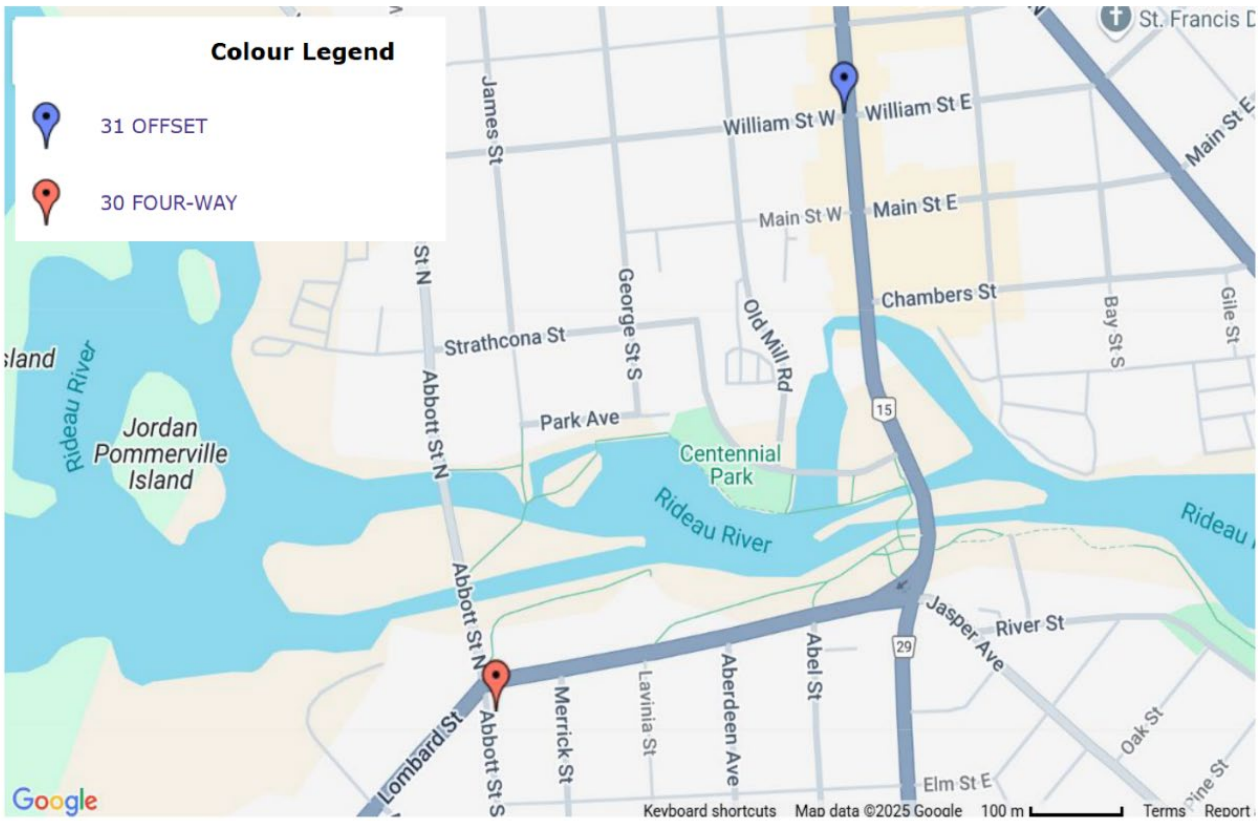 Colour Legend
31 OFFSET
30 FOUR-WAY
St. Francis D
James St
William St W
William St E
Main St E
Main St W
Main St E
St N
George St S
Old Mill Rd
Chambers St
Bay St S
Gile St
Strathcona St
sland
Rideau River
Abbott St N
Park Ave
15
Jordan
Pommerville
Island
Centennial
Park
Rideau River
Rideau
Abbott St N
Jasper Ave
River St
29
Abel St
Aberdeen Ave
Lavinia St
Merrick St
Abbott St S
Lombard St
Oak St
Pine St
Elm St E
Google
Keyboard shortcuts
Map data ©2025 Google
100 m
Terms
Report